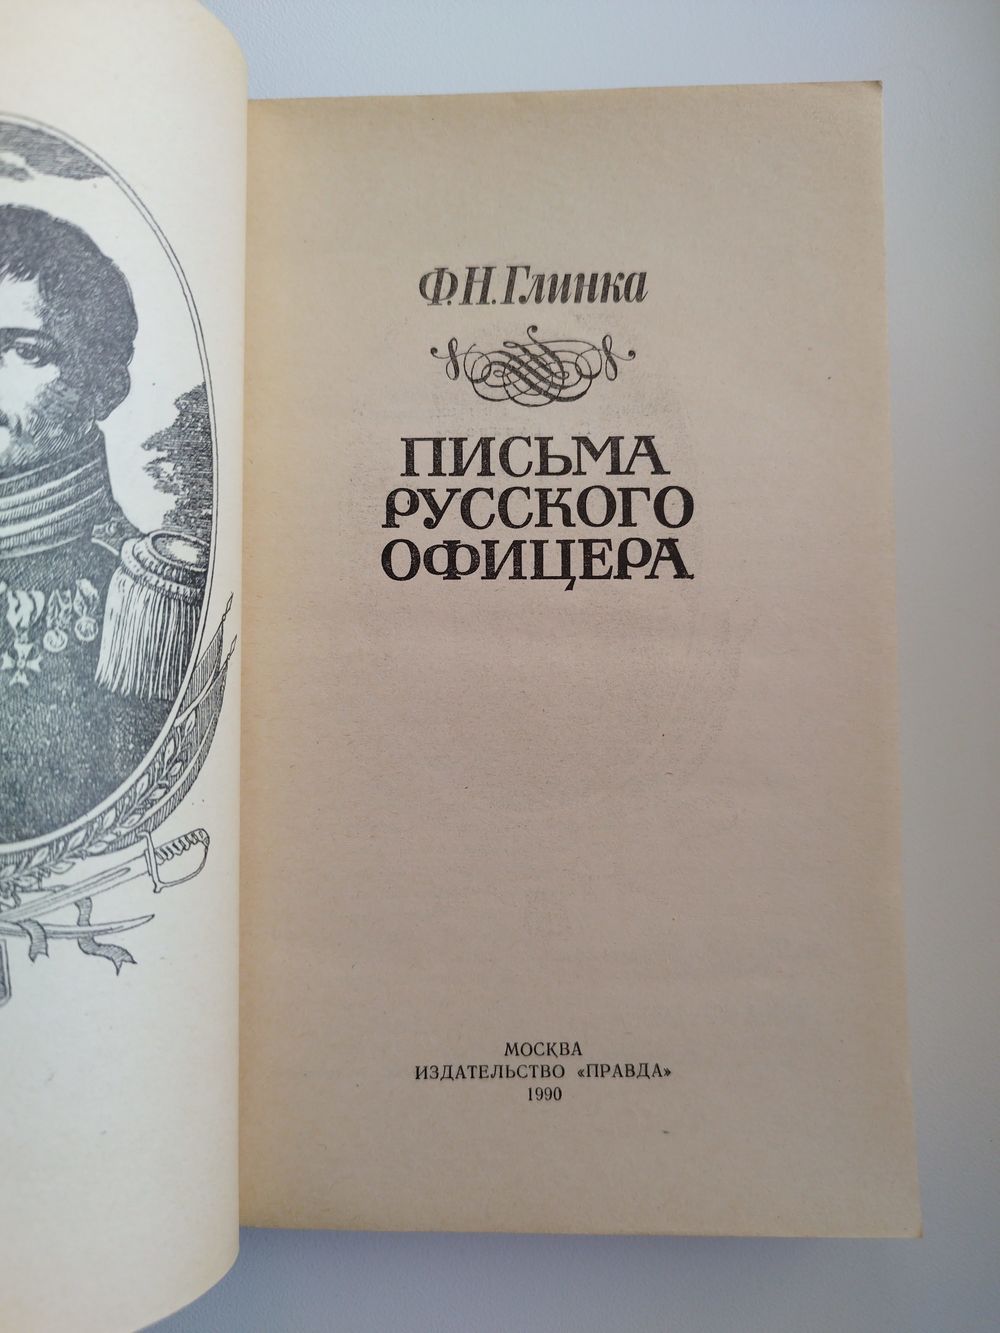 Ф.Н.Глинка
ПИСЬМА
РУССКОГО
ОФИЦЕРА
МОСКВА
ИЗДАТЕЛЬСТВО «ПРАВДА»
1990